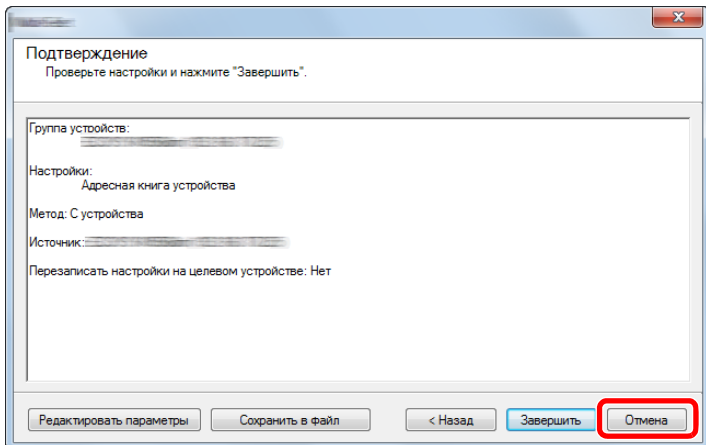 Подтверждение
Проверьте настройки и нажмите "Завершить".
Группа устройств:
Настройки:
Адресная книга устройства
Метод: С устройства
Источник:
Перезаписать настройки на целевом устройстве: Нет
Редактировать параметры
Сохранить в файл
< Назад
Завершить
Отмена